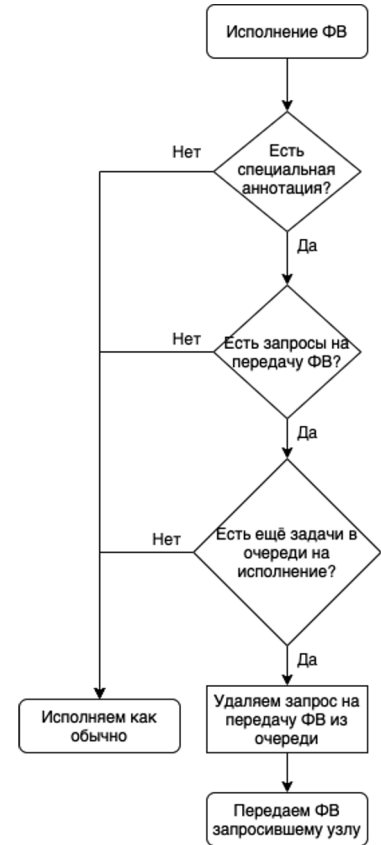 Исполнение ФВ
Есть
специальная
аннотация?
Нет
Да
Есть запросы на
передачу ФВ?
Нет
Да
Есть ещё задачи в
очереди на
исполнение?
Нет
Да
Исполняем как
обычно
Удаляем запрос на
передачу ФВ из
очереди
Передаем ФВ
запросившему узлу